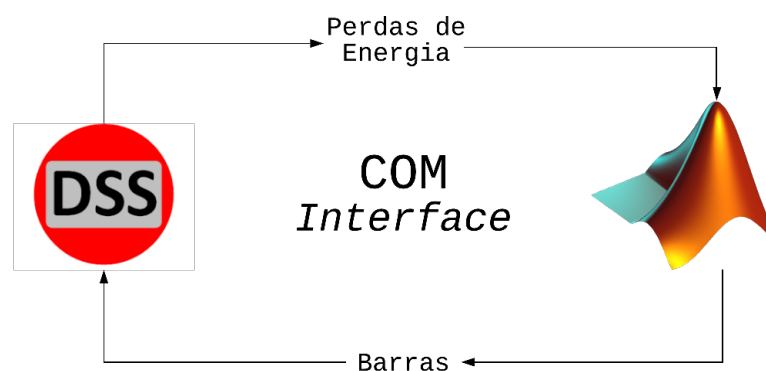 Perdas de
Energia
DSS
COM
Interface
Barras